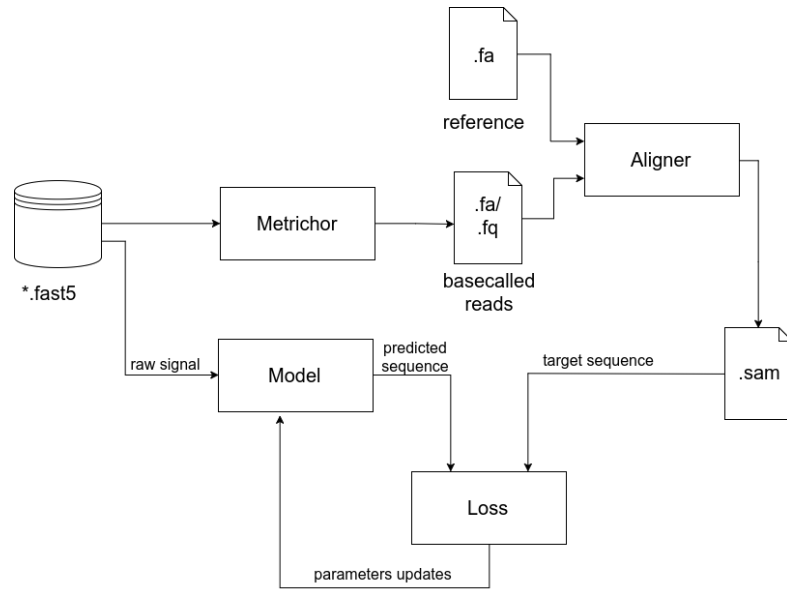 .fa
reference
Aligner
Metrichor
.fa/
.fq
basecalled
reads
*.fast5
raw signal
Model
predicted
sequence
target sequence
.sam
Loss
parameters updates